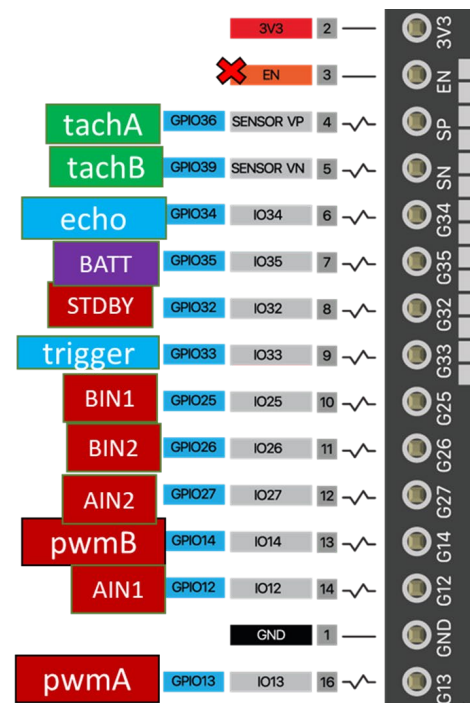 3V3 2 3V3
EN 3 EN
tachA GPIO36 SENSOR VP 4 SP
tachB GPIO39 SENSOR VN 5 SN
echo GPIO34 IO34 6 G34
BATT GPIO35 IO35 7 G35
STDBY GPIO32 IO32 8 G32
trigger GPIO33 IO33 9 G33
BIN1 GPIO25 IO25 10 G25
BIN2 GPIO26 IO26 11 G26
AIN2 GPIO27 IO27 12 G27
pwmB GPIO14 IO14 13 G14
AIN1 GPIO12 IO12 14 G12
GND 1 GND
pwmA GPIO13 IO13 16 G13